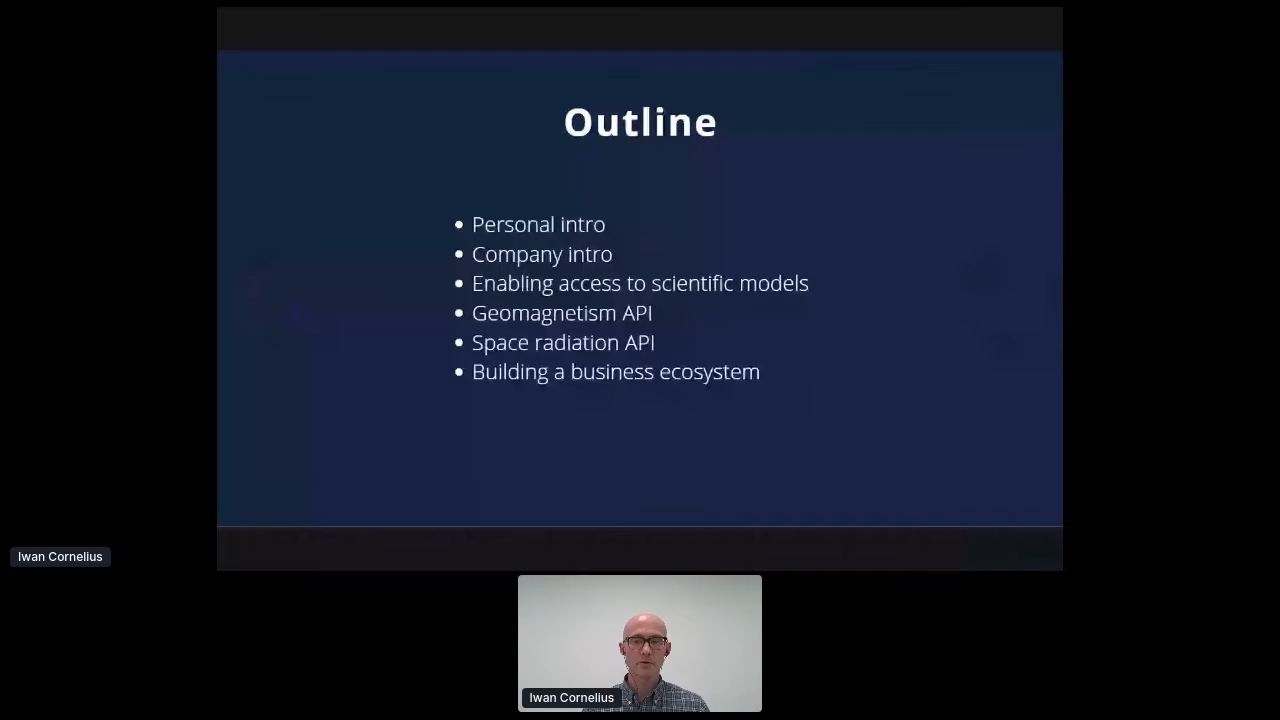 Outline
• Personal intro
• Company intro
• Enabling access to scientific models
• Geomagnetism API
• Space radiation API
• Building a business ecosystem
Iwan Cornelius
Iwan Cornelius